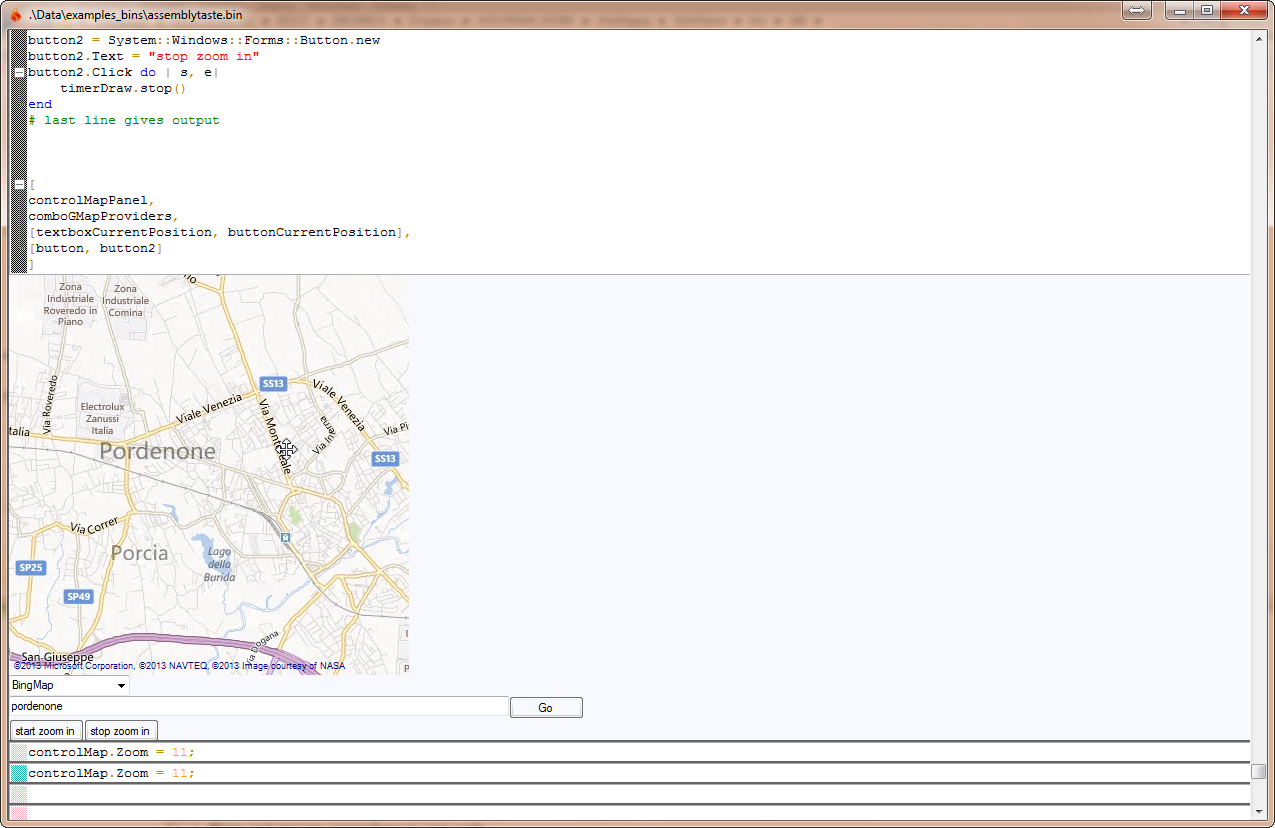 .\Data\examples_bins\assemblytaste.bin
button2 = System::Windows::Forms::Button.new
button2.Text = "stop zoom in"
button2.Click do | s, e|
    timerDraw.stop()
end
# last line gives output
[
controlMapPanel,
comboGMapProviders,
[textboxCurrentPosition, buttonCurrentPosition],
[button, button2]
]
no
Zona
Industriale
Roveredo in
Piano
Zona
Industriale
Comina
SS13
Viale Venezia
Via Roveredo
Electrolux
Zanussi
Italia
Viale Venezia
Via Montereale
Via Interna
Via Pi
talia
Pordenone
SS13
Via Correr
Porcia
Lago
della
Burida
SP25
SP49
Via Dogana
San Giuseppe
©2013 Microsoft Corporation, ©2013 NAVTEQ, ©2013 Image courtesy of NASA
P
BingMap
pordenone
Go
start zoom in
stop zoom in
controlMap.Zoom = 11;
controlMap.Zoom = 11;